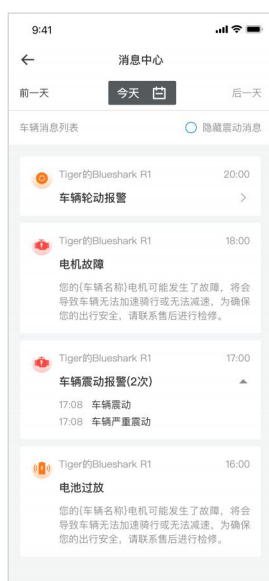 9:41
消息中心
前一天 今天 后一天
车辆消息列表 隐藏震动消息
Tiger的Blueshark R1 20:00
车辆轮动报警
Tiger的Blueshark R1 18:00
电机故障
您的{车辆名称}电机可能发生了故障，将会
导致车辆无法加速骑行或无法减速，为确保
您的出行安全，请联系售后进行检修。
Tiger的Blueshark R1 17:00
车辆震动报警(2次)
17:08 车辆震动
17:08 车辆严重震动
Tiger的Blueshark R1 16:00
电池过放
您的{车辆名称}电机可能发生了故障，将会
导致车辆无法加速骑行或无法减速，为确保
您的出行安全，请联系售后进行检修。